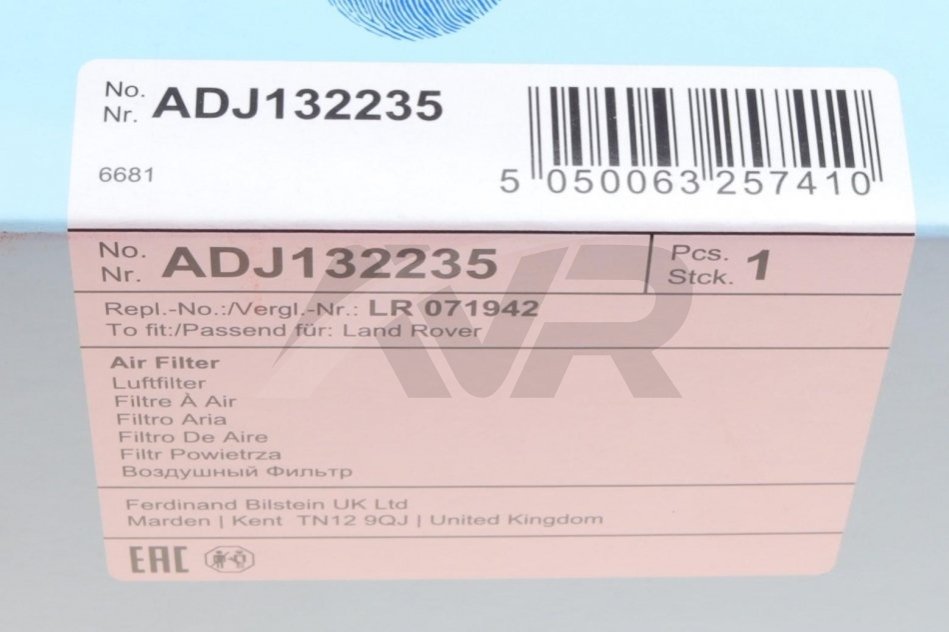 No.
Nr. ADJ132235
6681
5 050063 257410
No.
Nr. ADJ132235
Pcs.
Stck. 1
Repl.-No.:/Vergl.-Nr.: LR 071942
To fit:/Passend für: Land Rover
Air Filter
Luftfilter
Filtre À Air
Filtro Aria
Filtro De Aire
Filtr Powietrza
Воздушный Фильтр
Ferdinand Bilstein UK Ltd
Marden | Kent TN12 9QJ | United Kingdom
EAC
AVR